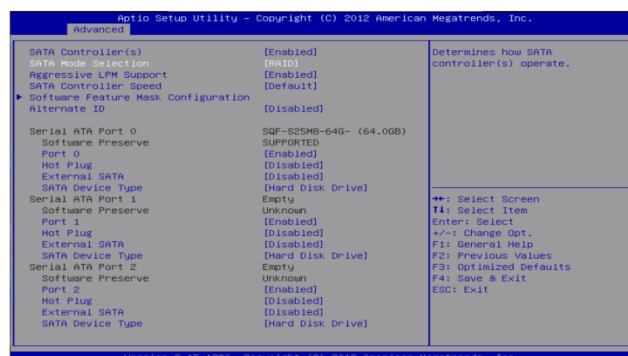 Aptio Setup Utility – Copyright (C) 2012 American Megatrends, Inc.
Advanced
SATA Controller(s) [Enabled]
SATA Mode Selection [RAID]
Aggressive LPM Support [Enabled]
SATA Controller Speed [Default]
Software Feature Mask Configuration
Alternate ID [Disabled]
Serial ATA Port 0 SQF-S25M8-64G- (64.0GB)
Software Preserve SUPPORTED
Port 0 [Enabled]
Hot Plug [Disabled]
External SATA [Disabled]
SATA Device Type [Hard Disk Drive]
Serial ATA Port 1 Empty
Software Preserve Unknown
Port 1 [Enabled]
Hot Plug [Disabled]
External SATA [Disabled]
SATA Device Type [Hard Disk Drive]
Serial ATA Port 2 Empty
Software Preserve Unknown
Port 2 [Enabled]
Hot Plug [Disabled]
External SATA [Disabled]
SATA Device Type [Hard Disk Drive]
Determines how SATA
controller(s) operate.
→←: Select Screen
↑↓: Select Item
Enter: Select
+/-: Change Opt.
F1: General Help
F2: Previous Values
F3: Optimized Defaults
F4: Save & Exit
ESC: Exit